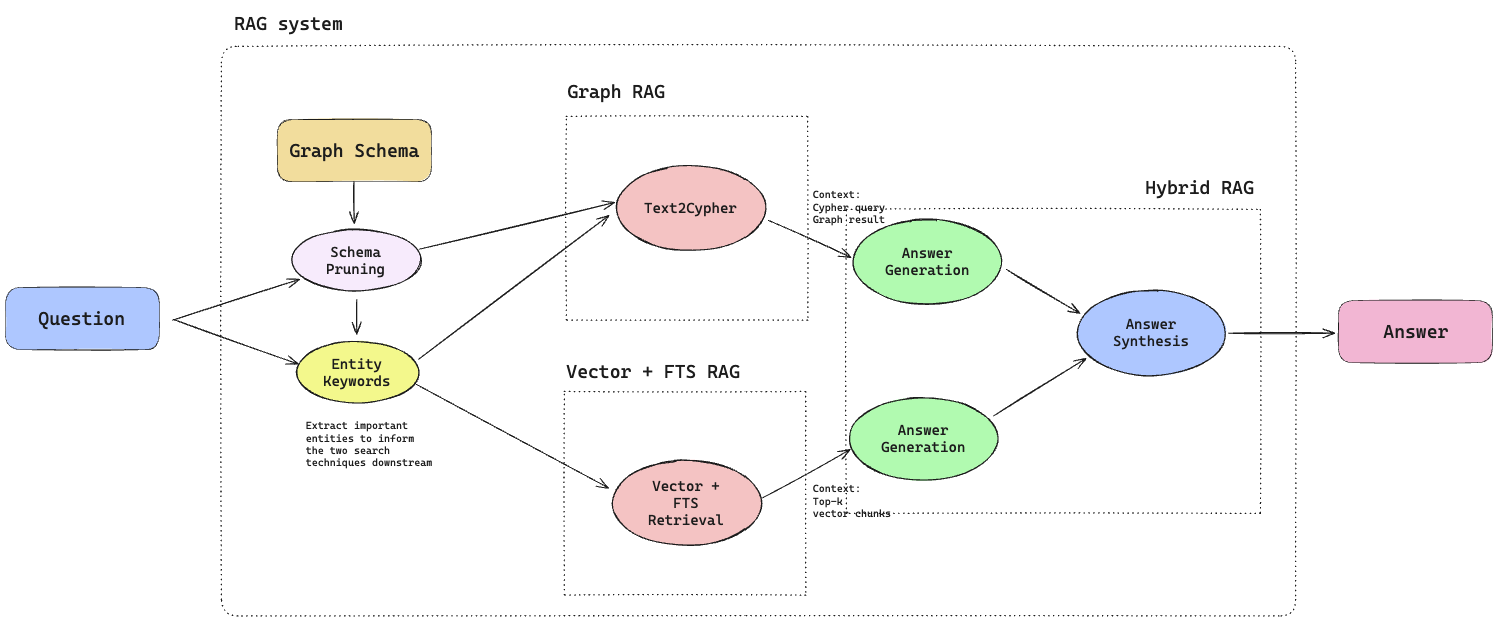 RAG system
Graph RAG
Graph Schema
Context:
Cypher query
Graph result
Hybrid RAG
Text2Cypher
Schema
Pruning
Answer
Generation
Question
Answer
Synthesis
Answer
Entity
Keywords
Vector + FTS RAG
Extract important
entities to inform
the two search
techniques downstream
Answer
Generation
Vector +
FTS
Retrieval
Context:
Top-k
vector chunks